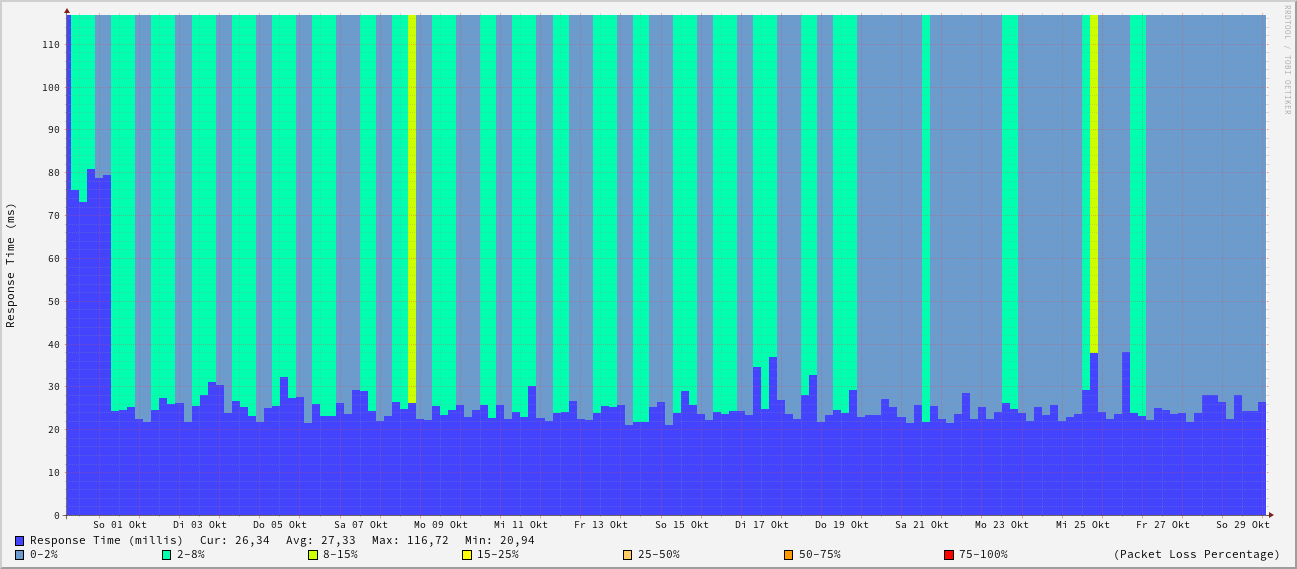 RRDTOOL / TOBI OETIKER
Response Time (ms)
110
100
90
80
70
60
50
40
30
20
10
0
So 01 Okt Di 03 Okt Do 05 Okt Sa 07 Okt Mo 09 Okt Mi 11 Okt Fr 13 Okt So 15 Okt Di 17 Okt Do 19 Okt Sa 21 Okt Mo 23 Okt Mi 25 Okt Fr 27 Okt So 29 Okt
Response Time (millis) Cur: 26,34 Avg: 27,33 Max: 116,72 Min: 20,94
0-2% 2-8% 8-15% 15-25% 25-50% 50-75% 75-100% (Packet Loss Percentage)